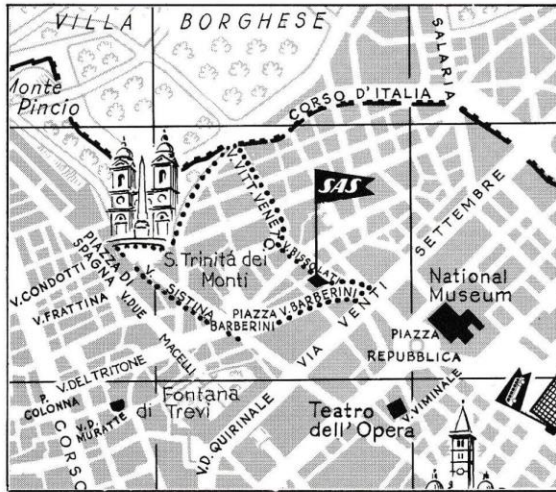 VILLA BORGHESE
SALARIA
Monte
Pincio
CORSO D'ITALIA
V. VITT. VENETO
SAS
SETTEMBRE
V. BISSOLATI
S. Trinità dei
Monti
PIAZZA DI
SPAGNA
V. CONDOTTI
V. DUE
MACELLI
V. SISTINA
V. FRATTINA
PIAZZA
BARBERINI
V. BARBERINI
VIA VENTI
National
Museum
PIAZZA
REPUBBLICA
P.
COLONNA
V. DEL TRITONE
V.D.
MURATTE
Fontana
di Trevi
CORSO
V.D. QUIRINALE
Teatro
dell' Opera
V. VIMINALE